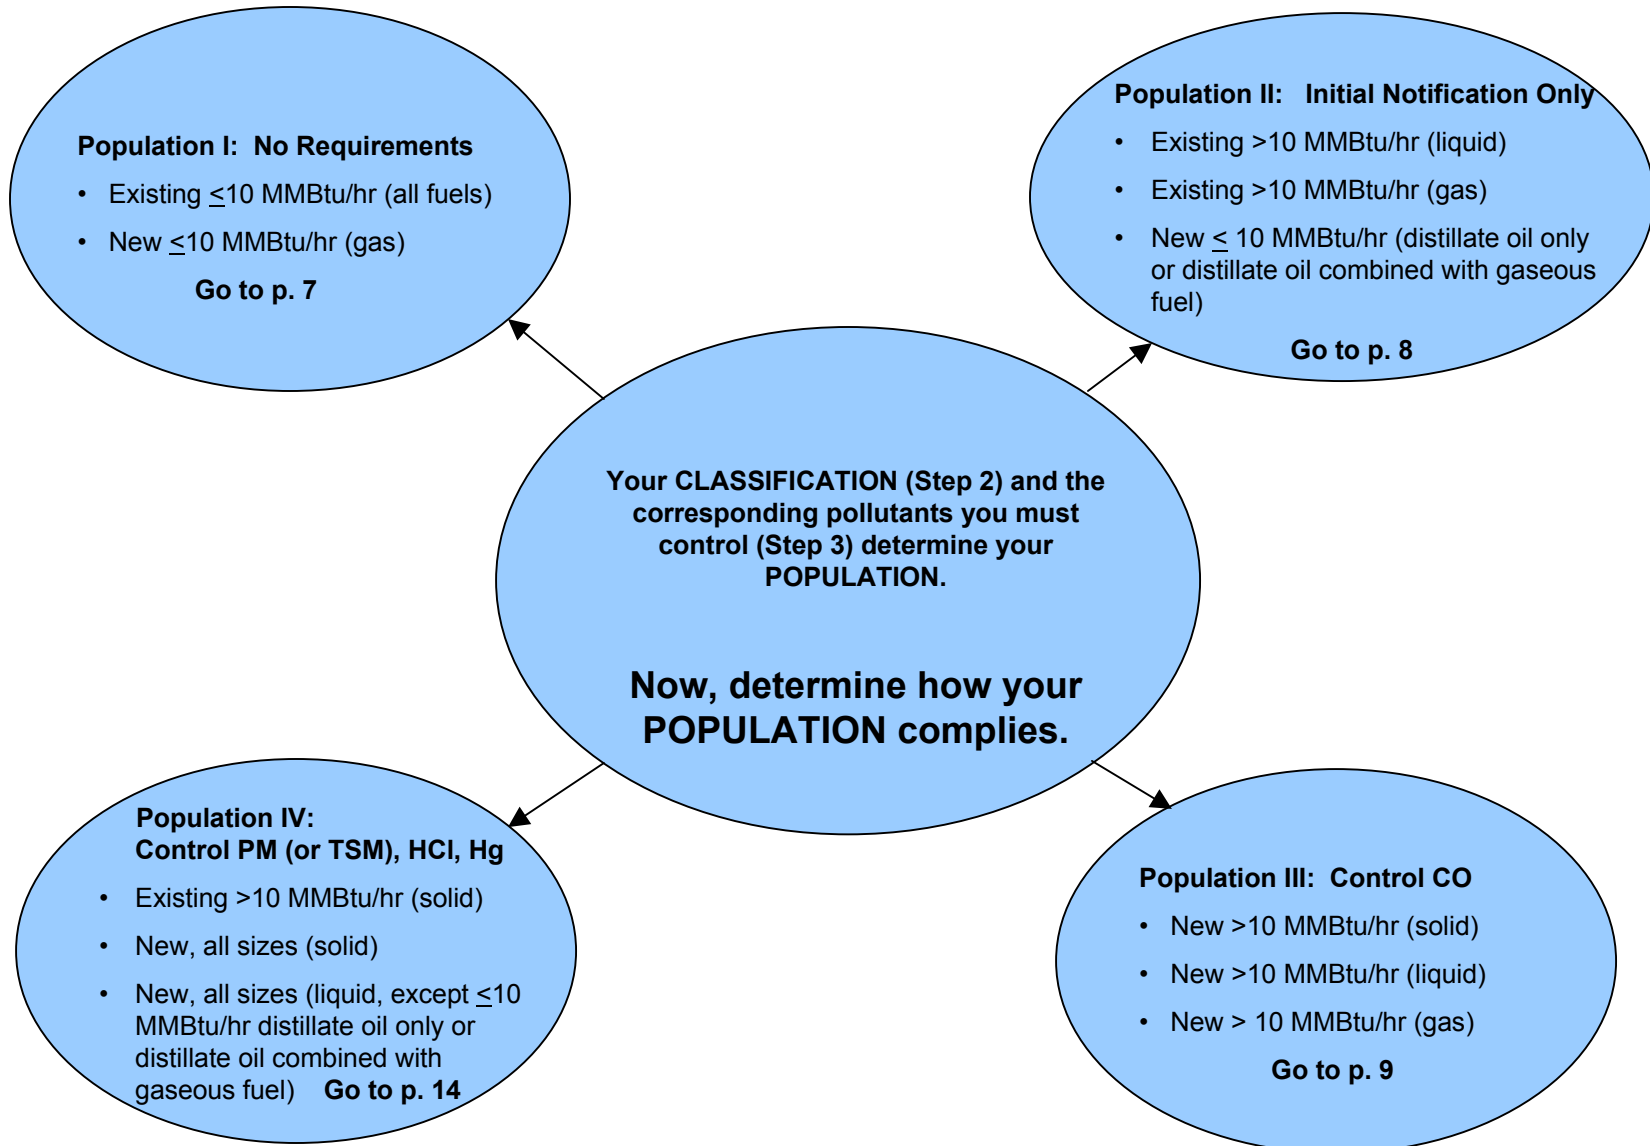 Population I:  No Requirements
• Existing <10 MMBtu/hr (all fuels)
• New <10 MMBtu/hr (gas)
Go to p. 7
Population II:   Initial Notification Only
• Existing >10 MMBtu/hr (liquid)
• Existing >10 MMBtu/hr (gas)
• New < 10 MMBtu/hr (distillate oil only
or distillate oil combined with gaseous
fuel)
Go to p. 8
Your CLASSIFICATION (Step 2) and the
corresponding pollutants you must
control (Step 3) determine your
POPULATION.
Now, determine how your
POPULATION complies.
Population IV:
Control PM (or TSM), HCl, Hg
• Existing >10 MMBtu/hr (solid)
• New, all sizes (solid)
• New, all sizes (liquid, except <10
MMBtu/hr distillate oil only or
distillate oil combined with
gaseous fuel)   Go to p. 14
Population III:  Control CO
• New >10 MMBtu/hr (solid)
• New >10 MMBtu/hr (liquid)
• New > 10 MMBtu/hr (gas)
Go to p. 9